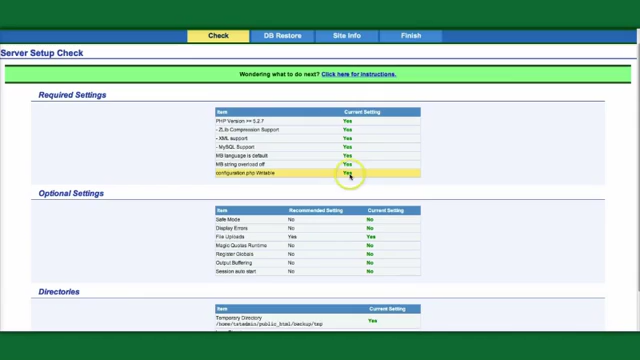 Check DB Restore Site Info Finish
Server Setup Check
Wondering what to do next? Click here for instructions.
Required Settings
Item Current Setting
PHP Version >= 5.2.7 Yes
- ZLib Compression Support Yes
- XML support Yes
- MySQL Support Yes
MB language is default Yes
MB string overload off Yes
configuration.php Writable Yes
Optional Settings
Item Recommended Setting Current Setting
Safe Mode No No
Display Errors No No
File Uploads Yes Yes
Magic Quotes Runtime No No
Register Globals No No
Output Buffering No No
Session auto start No No
Directories
Item Current Setting
Temporary Directory Yes